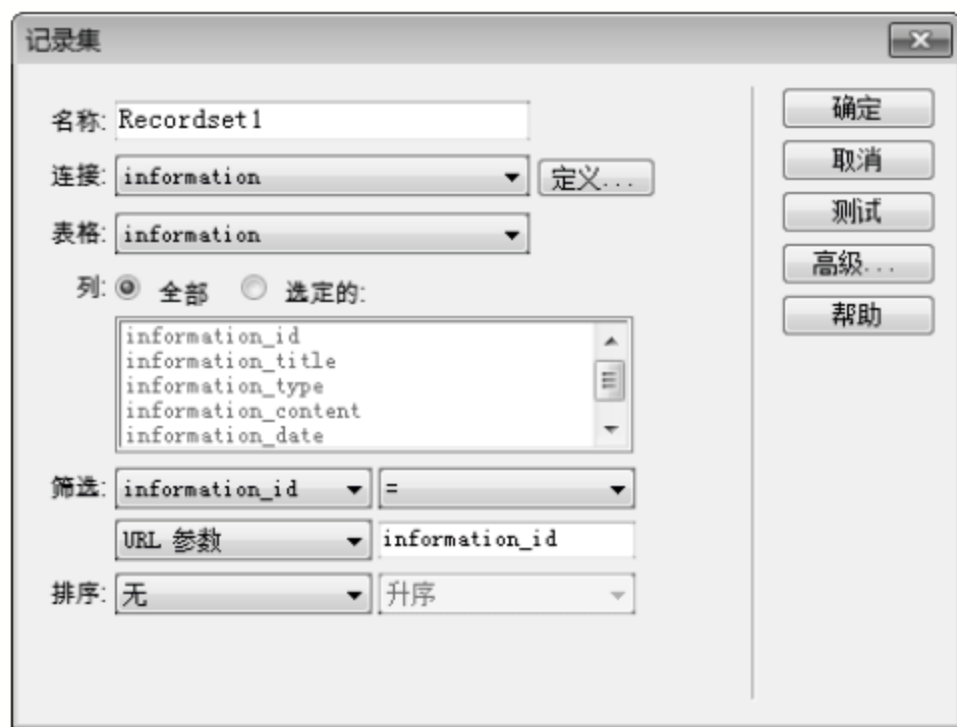 记录集
名称: Recordset1
连接: information 定义...
表格: information
列: 全部 选定的:
information_id
information_title
information_type
information_content
information_date
筛选: information_id =
URL 参数 information_id
排序: 无 升序
确定
取消
测试
高级...
帮助